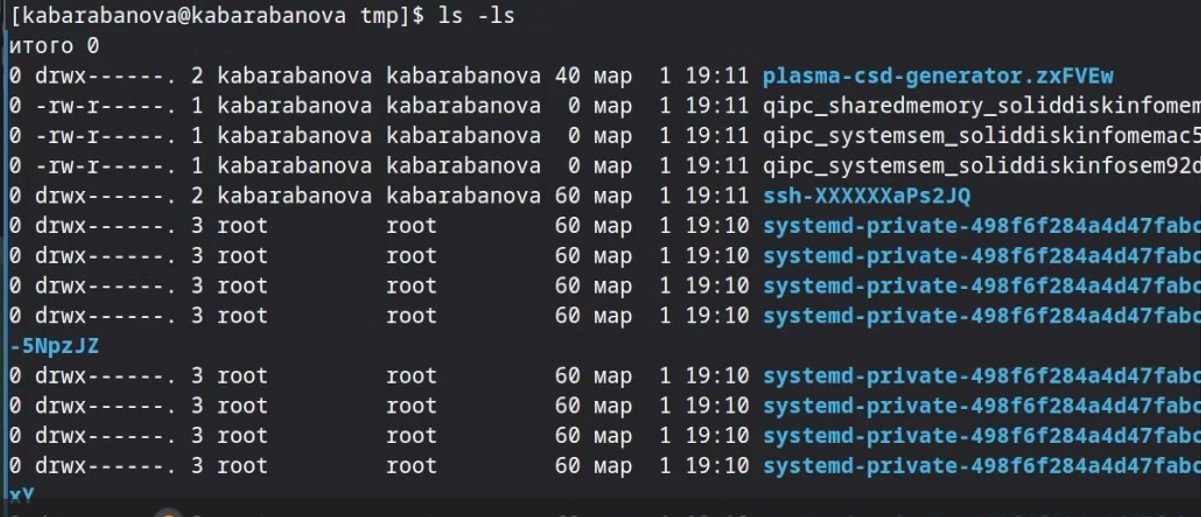 [kabarabanova@kabarabanova tmp]$ ls -ls
итого 0
0 drwx------. 2 kabarabanova kabarabanova 40 мар  1 19:11 plasma-csd-generator.zxFVEw
0 -rw-r-----. 1 kabarabanova kabarabanova  0 мар  1 19:11 qipc_sharedmemory_soliddiskinfomem
0 -rw-r-----. 1 kabarabanova kabarabanova  0 мар  1 19:11 qipc_systemsem_soliddiskinfomemac5
0 -rw-r-----. 1 kabarabanova kabarabanova  0 мар  1 19:11 qipc_systemsem_soliddiskinfosem92d
0 drwx------. 2 kabarabanova kabarabanova 60 мар  1 19:11 ssh-XXXXXXaPs2JQ
0 drwx------. 3 root         root         60 мар  1 19:10 systemd-private-498f6f284a4d47fabc
0 drwx------. 3 root         root         60 мар  1 19:10 systemd-private-498f6f284a4d47fabc
0 drwx------. 3 root         root         60 мар  1 19:10 systemd-private-498f6f284a4d47fabc
0 drwx------. 3 root         root         60 мар  1 19:10 systemd-private-498f6f284a4d47fabc
-5NpzJZ
0 drwx------. 3 root         root         60 мар  1 19:10 systemd-private-498f6f284a4d47fabc
0 drwx------. 3 root         root         60 мар  1 19:10 systemd-private-498f6f284a4d47fabc
0 drwx------. 3 root         root         60 мар  1 19:10 systemd-private-498f6f284a4d47fabc
0 drwx------. 3 root         root         60 мар  1 19:10 systemd-private-498f6f284a4d47fabc
xY